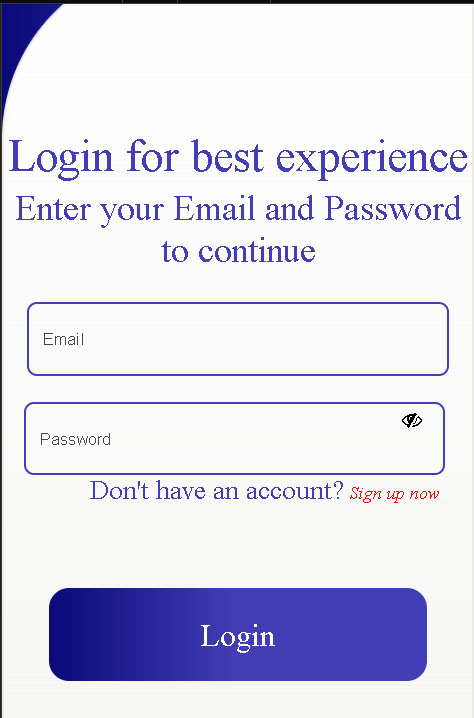 Login for best experience
Enter your Email and Password
to continue
Email
Password
Don't have an account? Sign up now
Login